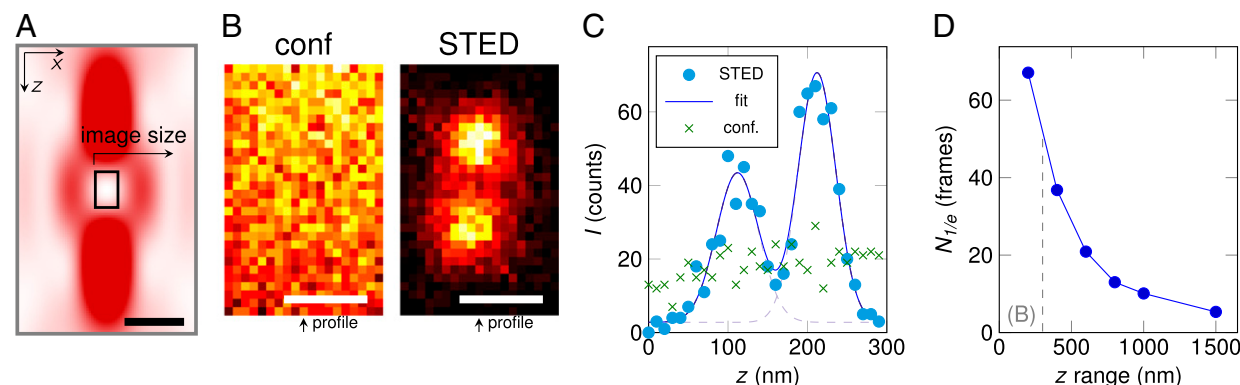 A
x
z
image size
B
conf
STED
profile
profile
C
STED
fit
conf.
60
40
20
0
I (counts)
0
100
200
300
z (nm)
D
60
40
20
0
N1/e (frames)
(B)
0
500
1000
1500
z range (nm)